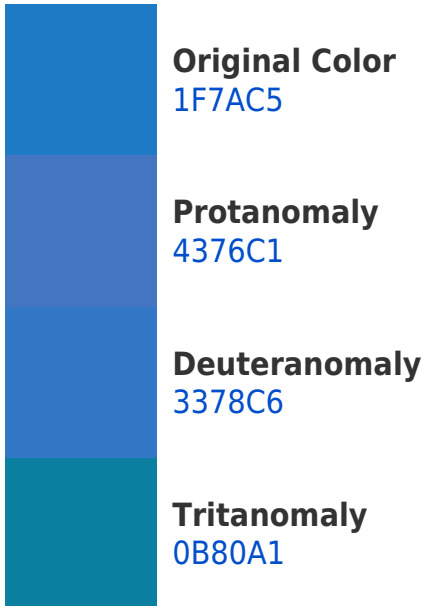 Original Color
1F7AC5
Protanomaly
4376C1
Deuteranomaly
3378C6
Tritanomaly
0B80A1